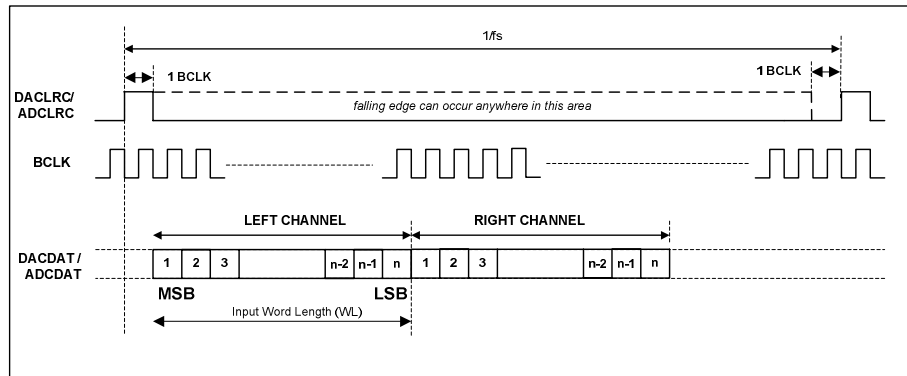 1/fs
1 BCLK
1 BCLK
DACLRC/
ADCLRC
falling edge can occur anywhere in this area
BCLK
LEFT CHANNEL
RIGHT CHANNEL
DACDAT /
ADCDAT
1 2 3 n-2 n-1 n 1 2 3 n-2 n-1 n
MSB LSB
Input Word Length (WL)